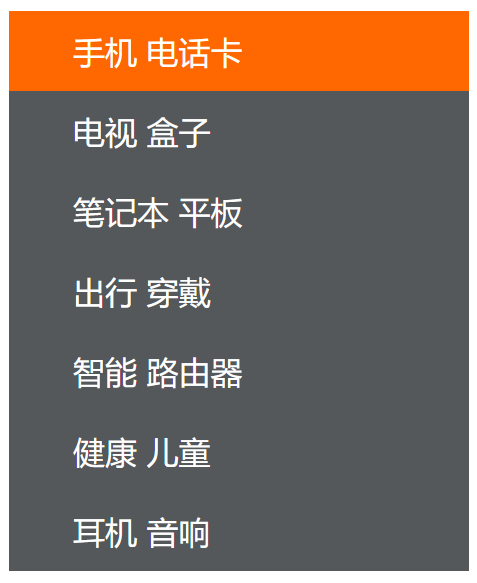 手机 电话卡
电视 盒子
笔记本 平板
出行 穿戴
智能 路由器
健康 儿童
耳机 音响